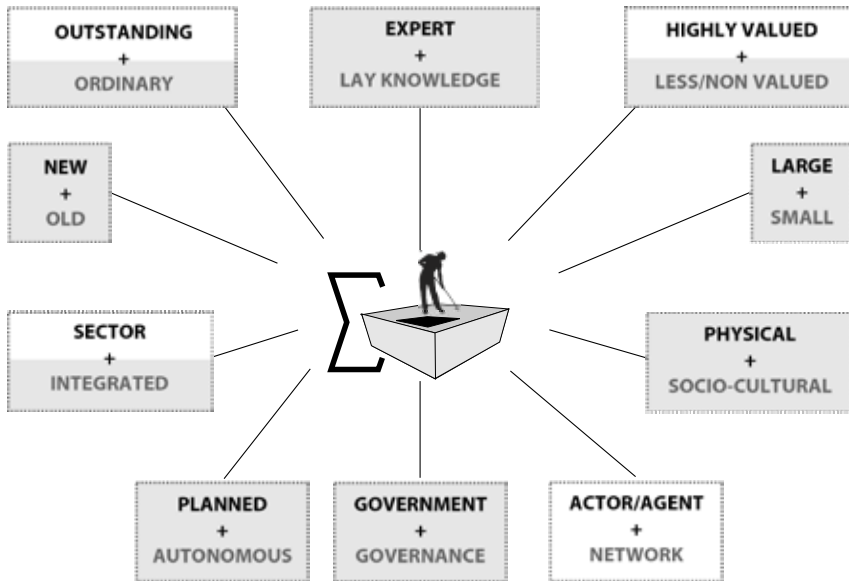 OUTSTANDING
+
ORDINARY
EXPERT
+
LAY KNOWLEDGE
HIGHLY VALUED
+
LESS/NON VALUED
NEW
+
OLD
LARGE
+
SMALL
Σ
SECTOR
+
INTEGRATED
PHYSICAL
+
SOCIO-CULTURAL
PLANNED
+
AUTONOMOUS
GOVERNMENT
+
GOVERNANCE
ACTOR/AGENT
+
NETWORK